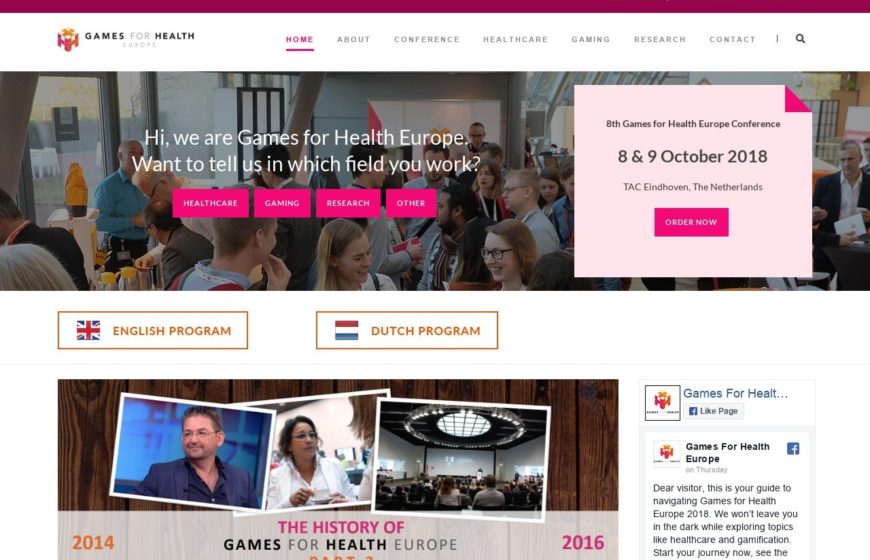 GAMES FOR HEALTH
EUROPE
HOME ABOUT CONFERENCE HEALTHCARE GAMING RESEARCH CONTACT
Hi, we are Games for Health Europe.
Want to tell us in which field you work?
HEALTHCARE GAMING RESEARCH OTHER
8th Games for Health Europe Conference
8 & 9 October 2018
TAC Eindhoven, The Netherlands
ORDER NOW
ENGLISH PROGRAM
DUTCH PROGRAM
THE HISTORY OF
2014 GAMES FOR HEALTH EUROPE 2016
Games For Healt…
Like Page
Games For Health
Europe
on Thursday
Dear visitor, this is your guide to
navigating Games for Health
Europe 2018. We won't leave you
in the dark while exploring topics
like healthcare and gamification.
Start your journey now, see the